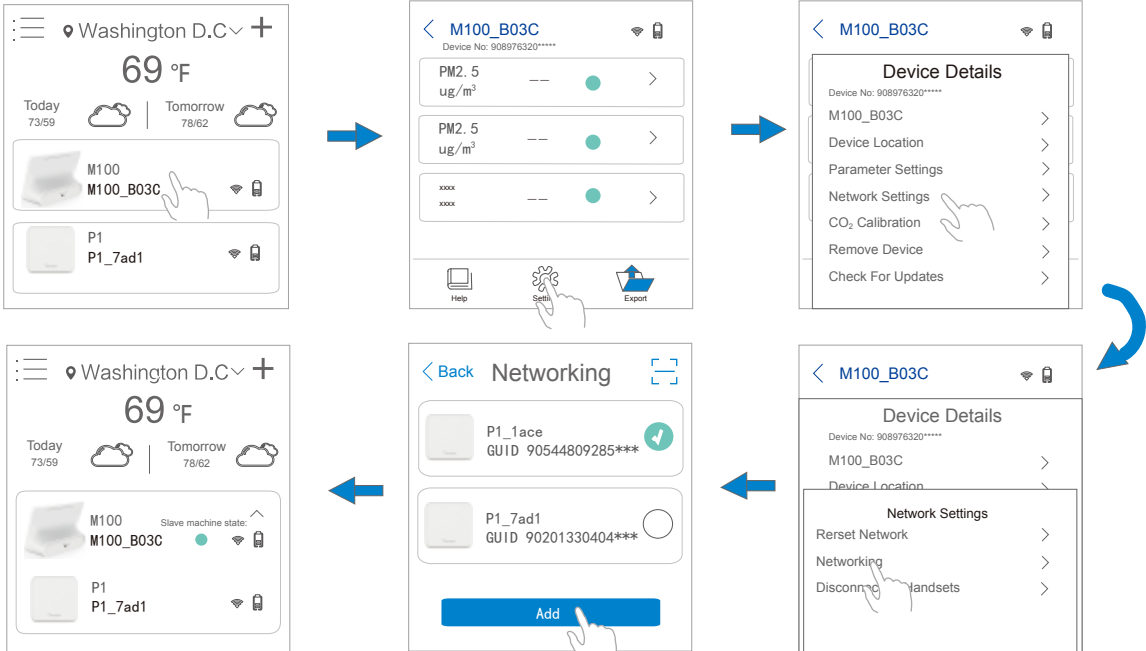 Washington D.C
69 °F
Today
73/59
Tomorrow
78/62
M100
M100_B03C
P1
P1_7ad1
M100_B03C
Device No: 908976320*****
PM2.5
ug/m³
——
PM2.5
ug/m³
——
xxxx
xxxx
——
Help
Export
M100_B03C
Device Details
Device No: 908976320*****
M100_B03C
Device Location
Parameter Settings
Network Settings
CO₂ Calibration
Remove Device
Check For Updates
Washington D.C
69 °F
Today
73/59
Tomorrow
78/62
M100
Slave machine state:
M100_B03C
P1
P1_7ad1
Back
Networking
P1_1ace
GUID 90544809285***
P1_7ad1
GUID 90201330404***
Add
M100_B03C
Device Details
Device No: 908976320*****
M100_B03C
Device Location
Network Settings
Rerset Network
Networking